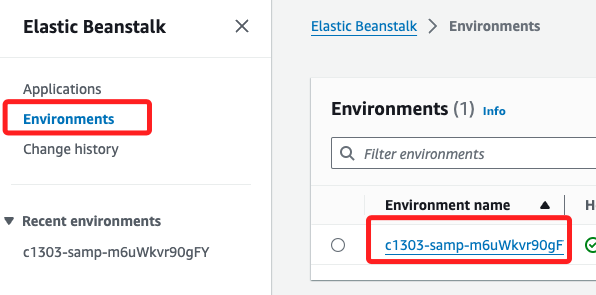 Elastic Beanstalk
Applications
Environments
Change history
Recent environments
c1303-samp-m6uWkvr90gFY
Elastic Beanstalk > Environments
Environments (1) Info
Filter environments
Environment name
c1303-samp-m6uWkvr90gF